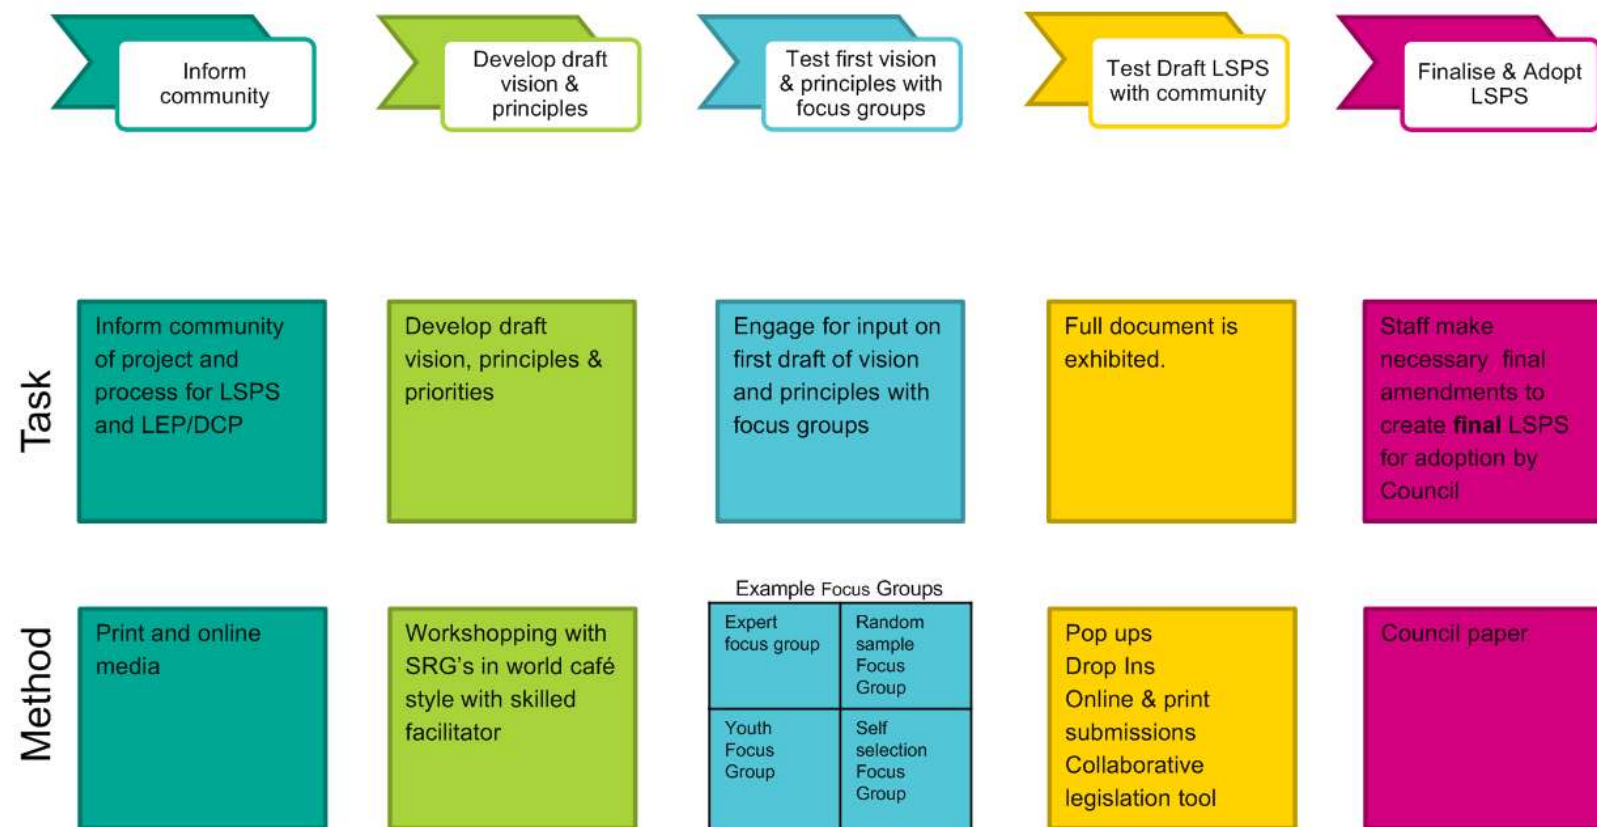 Inform
community
Develop draft
vision &
principles
Test first vision
& principles with
focus groups
Test Draft LSPS
with community
Finalise & Adopt
LSPS
Task
Inform community
of project and
process for LSPS
and LEP/DCP
Develop draft
vision, principles &
priorities
Engage for input on
first draft of vision
and principles with
focus groups
Full document is
exhibited.
Staff make
necessary final
amendments to
create final LSPS
for adoption by
Council
Method
Print and online
media
Workshopping with
SRG's in world café
style with skilled
facilitator
Example Focus Groups
Expert
focus group
Random
sample
Focus
Group
Youth
Focus
Group
Self
selection
Focus
Group
Pop ups
Drop Ins
Online & print
submissions
Collaborative
legislation tool
Council paper